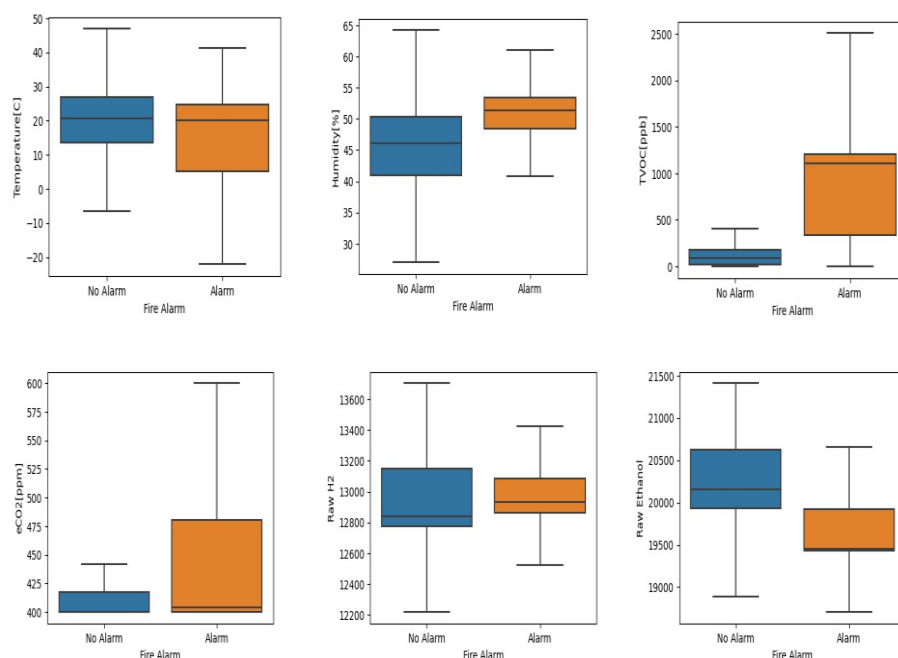 Temperature[C]
50
40
30
20
10
0
−10
−20
No Alarm
Alarm
Fire Alarm
Humidity[%]
65
60
55
50
45
40
35
30
No Alarm
Alarm
Fire Alarm
TVOC[ppb]
2500
2000
1500
1000
500
0
No Alarm
Alarm
Fire Alarm
eCO2[ppm]
600
575
550
525
500
475
450
425
400
No Alarm
Alarm
Fire Alarm
Raw H2
13600
13400
13200
13000
12800
12600
12400
12200
No Alarm
Alarm
Fire Alarm
Raw Ethanol
21500
21000
20500
20000
19500
19000
No Alarm
Alarm
Fire Alarm